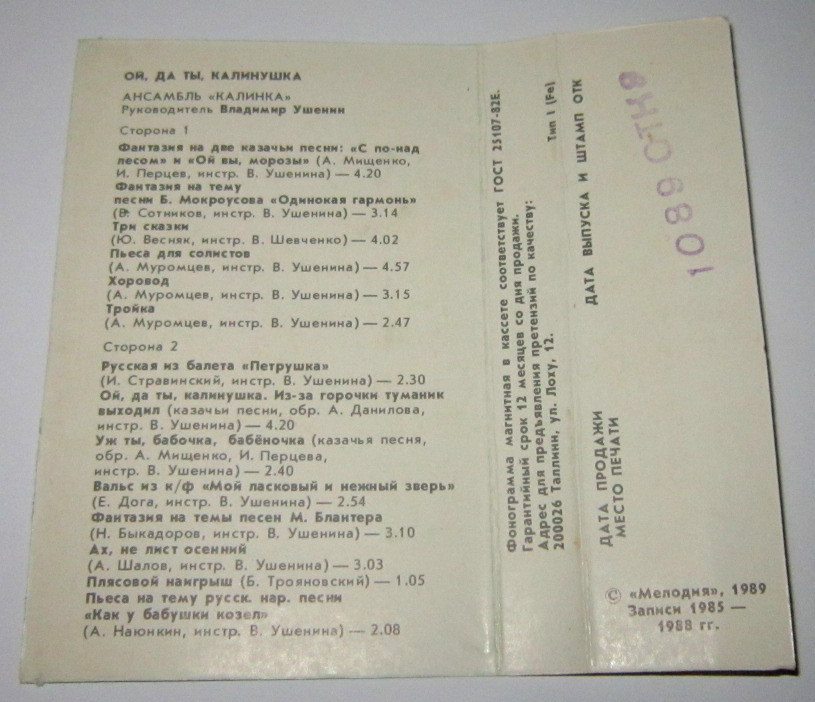 ОЙ, ДА ТЫ, КАЛИНУШКА
АНСАМБЛЬ «КАЛИНКА»
Руководитель Владимир Ушенин
Сторона 1
Фантазия на две казачьи песни: «С по-над
лесом» и «Ой вы, морозы» (А. Мищенко,
И. Перцев, инстр. В. Ушенина) — 4.20
Фантазия на тему
песни Б. Мокроусова «Одинокая гармонь»
(В. Сотников, инстр. В. Ушенина) — 3.14
Три сказки
(Ю. Весняк, инстр. В. Шевченко) — 4.02
Пьеса для солистов
(А. Муромцев, инстр. В. Ушенина) — 4.57
Хоровод
(А. Муромцев, инстр. В. Ушенина) — 3.15
Тройка
(А. Муромцев, инстр. В. Ушенина) — 2.47
Сторона 2
Русская из балета «Петрушка»
(И. Стравинский, инстр. В. Ушенина) — 2.30
Ой, да ты, калинушка. Из-за горочки туманик
выходил (казачьи песни, обр. А. Данилова,
инстр. В. Ушенина) — 4.20
Уж ты, бабочка, бабёночка (казачья песня,
обр. А. Мищенко, И. Перцева,
инстр. В. Ушенина) — 2.40
Вальс из к/ф «Мой ласковый и нежный зверь»
(Е. Дога, инстр. В. Ушенина) — 2.54
Фантазия на темы песен М. Блантера
(Н. Быкадоров, инстр. В. Ушенина) — 3.10
Ах, не лист осенний
(А. Шалов, инстр. В. Ушенина) — 3.03
Плясовой наигрыш (Б. Трояновский) — 1.05
Пьеса на тему русск. нар. песни
«Как у бабушки козел»
(А. Наюнкин, инстр. В. Ушенина) — 2.08
Фонограмма магнитная в кассете соответствует ГОСТ 25107-82Е.
Гарантийный срок 12 месяцев со дня продажи.
Адрес для предъявления претензий по качеству: Тип I (Fe)
200026 Таллинн, ул. Лоху, 12.
ДАТА ВЫПУСКА И ШТАМП ОТК
1089 ОТК9
ДАТА ПРОДАЖИ
МЕСТО ПЕЧАТИ
© «Мелодия», 1989
Записи 1985 —
1988 гг.